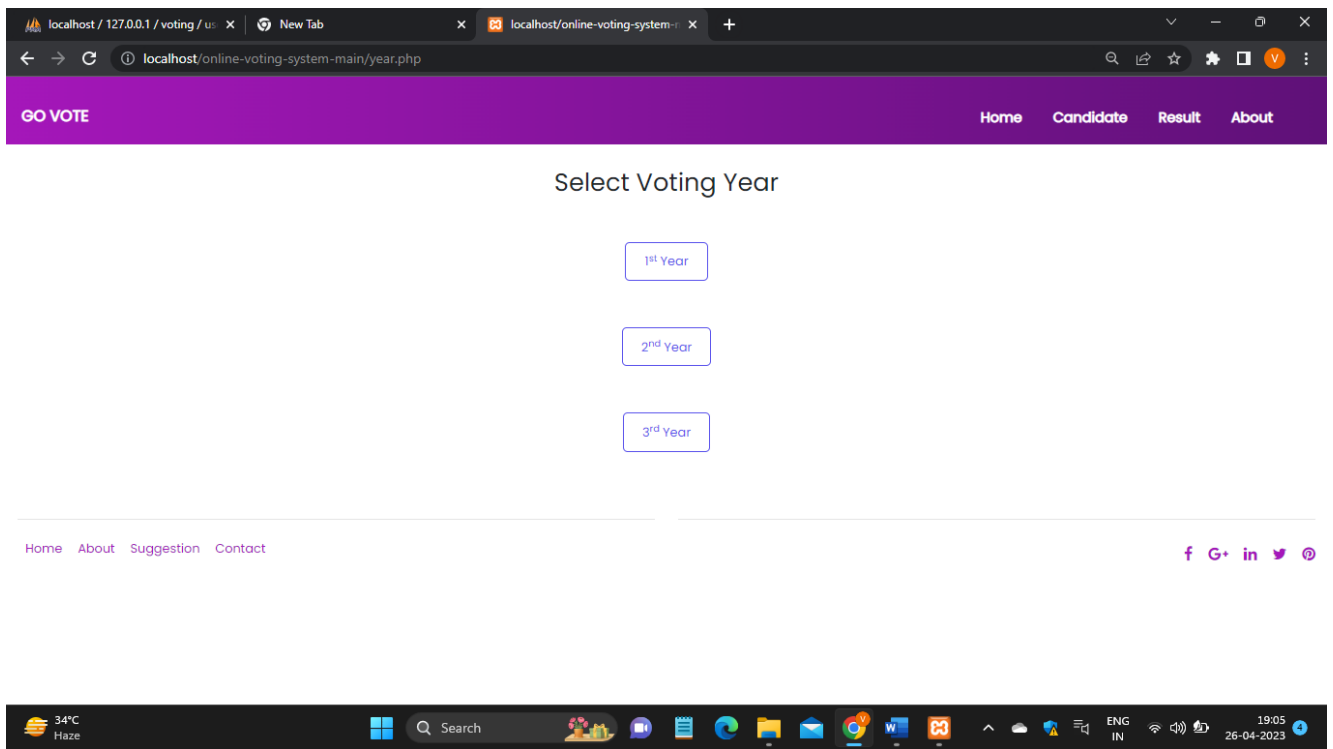 localhost / 127.0.0.1 / voting / us
New Tab
localhost/online-voting-system-m
localhost/online-voting-system-main/year.php
V
GO VOTE
Home Candidate Result About
Select Voting Year
1st Year
2nd Year
3rd Year
Home About Suggestion Contact
f G+ in
34°C
Haze
Search
W
ENG
IN
19:05
26-04-2023
4